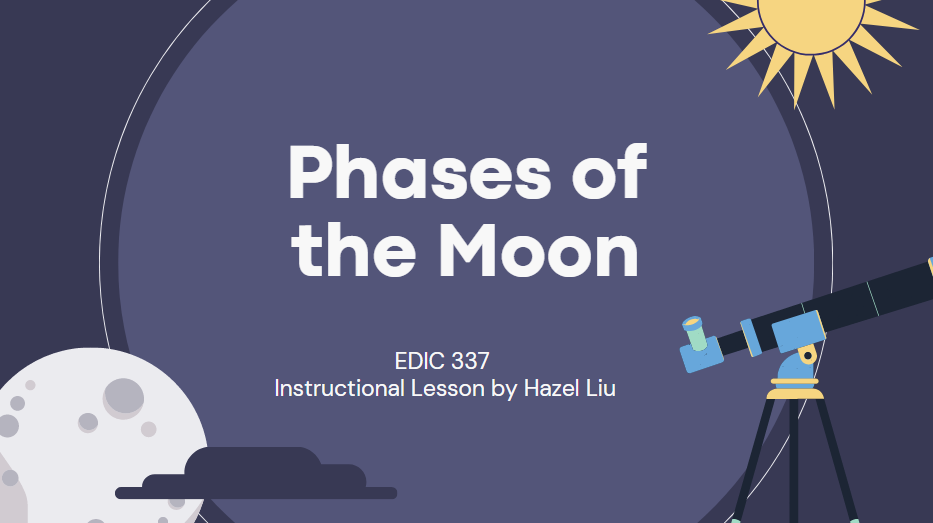 Phases of
the Moon
EDIC 337
Instructional Lesson by Hazel Liu